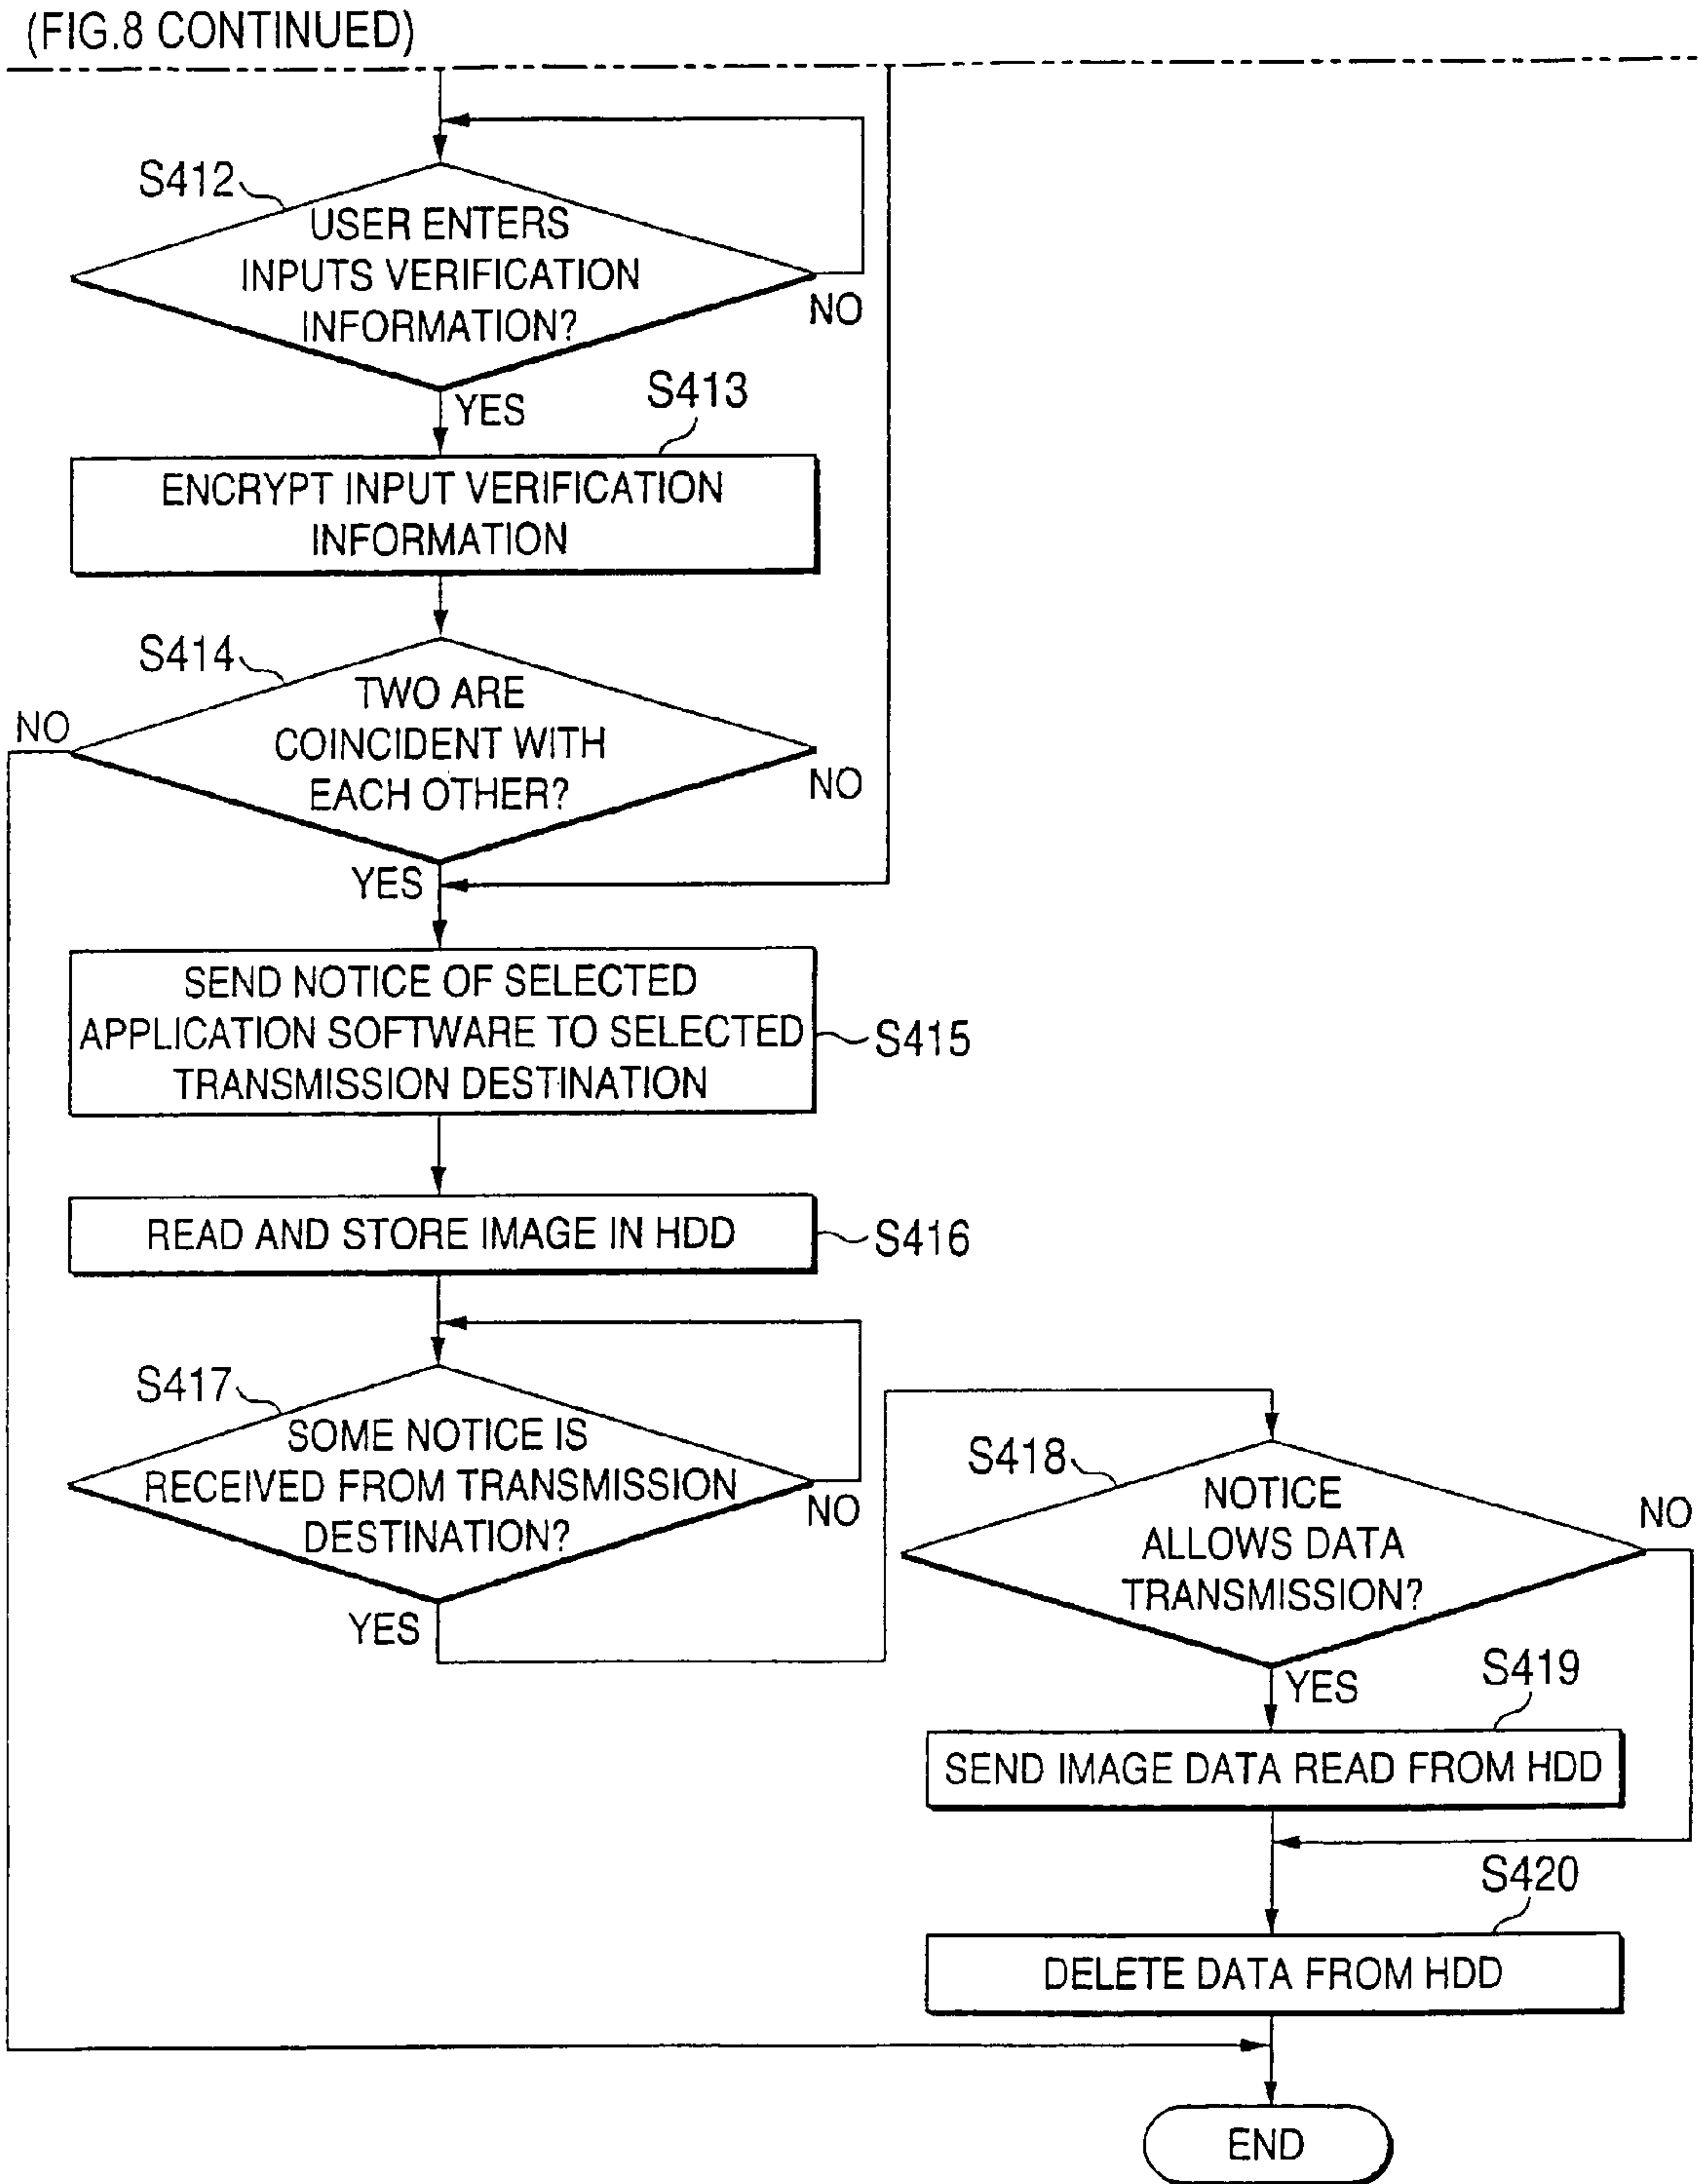 (FIG.8 CONTINUED)
S412
USER ENTERS
INPUTS VERIFICATION
INFORMATION?
NO
YES
S413
ENCRYPT INPUT VERIFICATION
INFORMATION
S414
NO
TWO ARE
COINCIDENT WITH
EACH OTHER?
NO
YES
SEND NOTICE OF SELECTED
APPLICATION SOFTWARE TO SELECTED
TRANSMISSION DESTINATION
S415
READ AND STORE IMAGE IN HDD
S416
S417
SOME NOTICE IS
RECEIVED FROM TRANSMISSION
DESTINATION?
NO
YES
S418
NOTICE
ALLOWS DATA
TRANSMISSION?
NO
YES
S419
SEND IMAGE DATA READ FROM HDD
S420
DELETE DATA FROM HDD
END